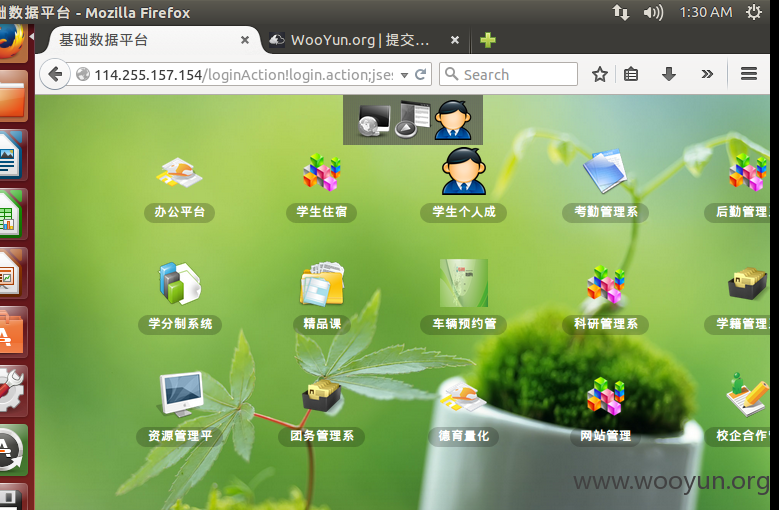 础数据平台 - Mozilla Firefox
1:30 AM
基础数据平台
WooYun.org | 提交...
114.255.157.154/loginAction!login.action;jse
Search
办公平台
学生住宿
学生个人成
考勤管理系
后勤管理
学分制系统
精品课
车辆预约管
科研管理系
学籍管理
资源管理平
团务管理系
德育量化
网站管理
校企合作
www.wooyun.org